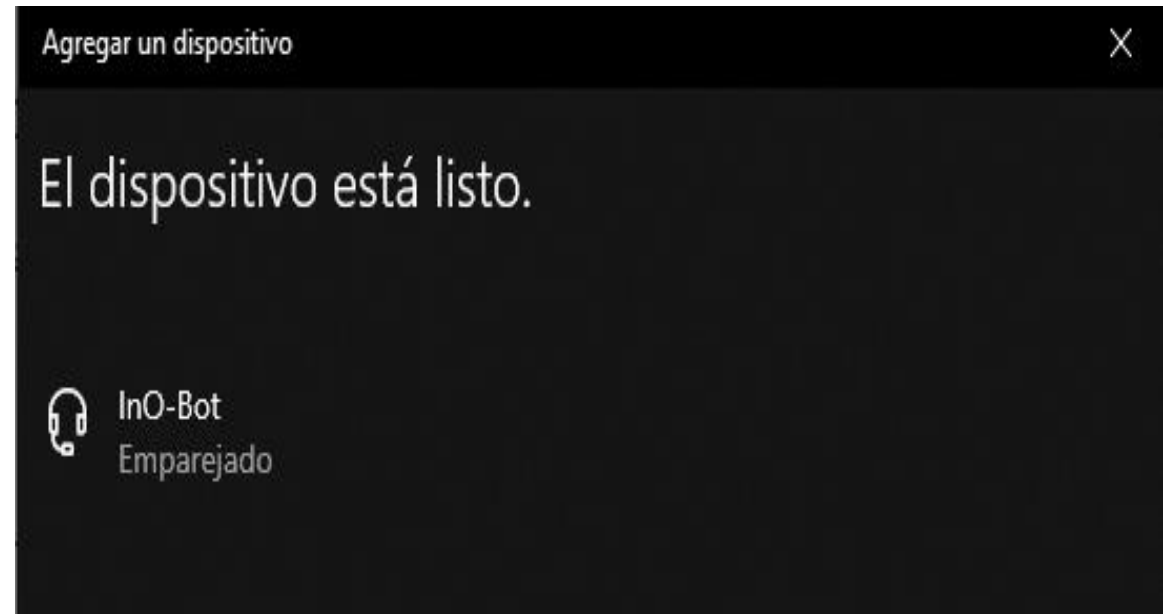 Agregar un dispositivo
El dispositivo está listo.
InO-Bot
Emparejado